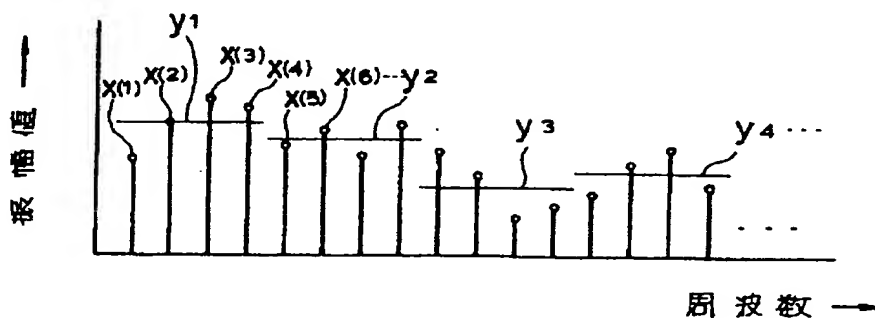 y1
X(1) X(2) X(3) X(4)
X(5) X(6)… y2
y3
y4 …
…
振幅値 →
周波数 →